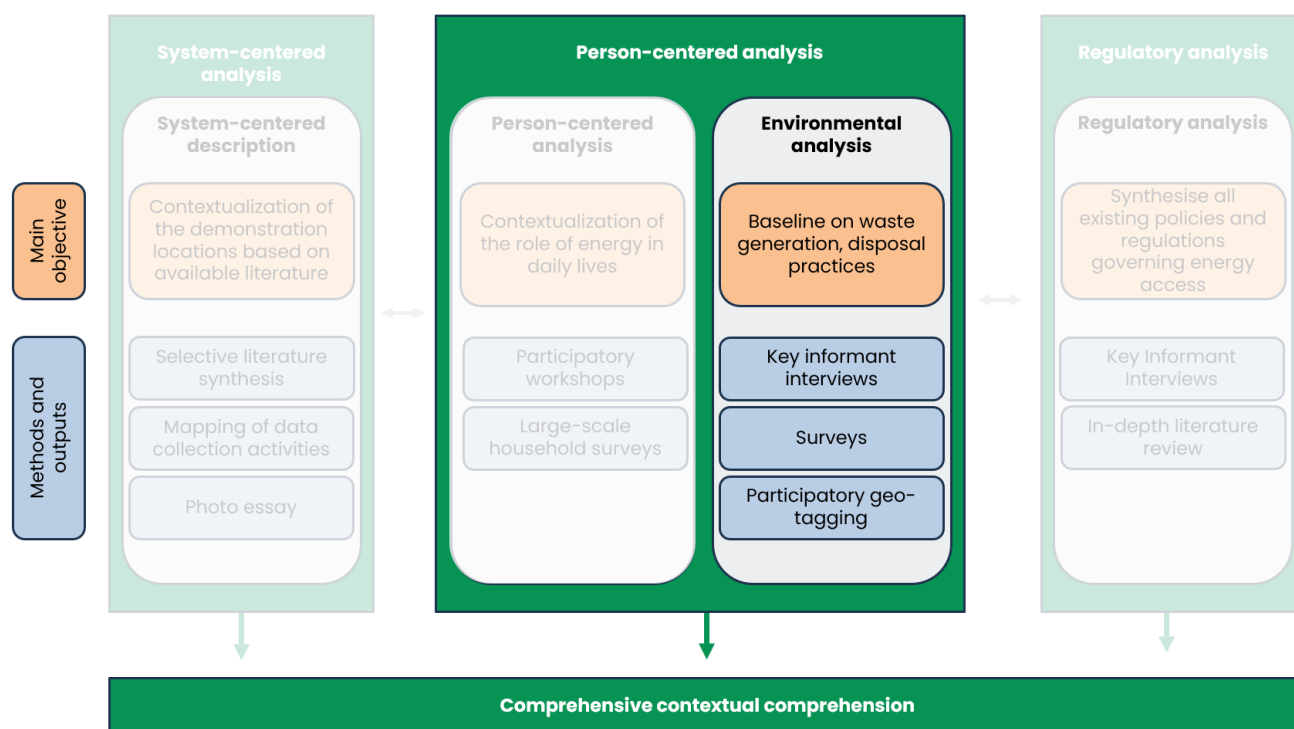 System-centered
analysis
Person-centered analysis
Regulatory analysis
System-centered
description
Person-centered
analysis
Environmental
analysis
Regulatory analysis
Main
objective
Contextualization of
the demonstration
locations based on
available literature
Contextualization of
the role of energy in
daily lives
Baseline on waste
generation, disposal
practices
Synthesise all
existing policies and
regulations
governing energy
access
Methods and
outputs
Selective literature
synthesis
Mapping of data
collection activities
Photo essay
Participatory
workshops
Large-scale
household surveys
Key informant
interviews
Surveys
Participatory geo-
tagging
Key Informant
Interviews
In-depth literature
review
Comprehensive contextual comprehension